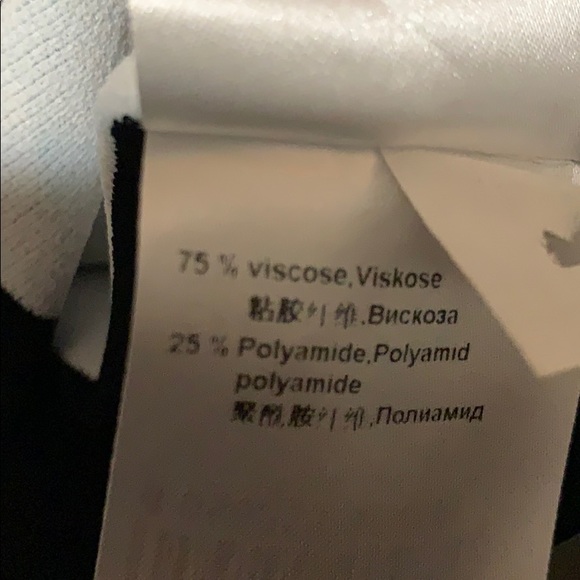 75 % viscose,Viskose
粘胶纤维.Вискоза
25 % Polyamide,Polyamid
polyamide
聚酰胺纤维,Полиамид